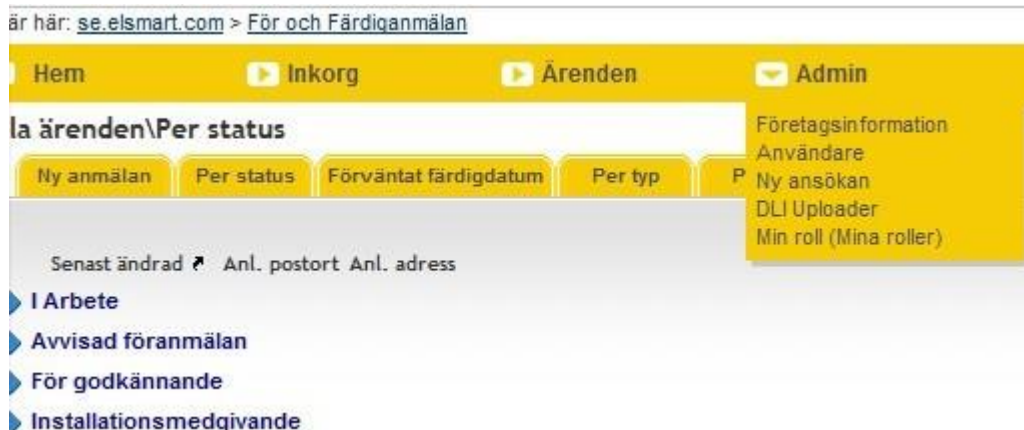 är här: se.elsmart.com > För och Färdiganmälan
Hem Inkorg Ärenden Admin
la ärenden\Per status
Företagsinformation
Användare
Ny ansökan
DLI Uploader
Min roll (Mina roller)
Ny anmälan Per status Förväntat färdigdatum Per typ P
Senast ändrad Anl. postort Anl. adress
I Arbete
Avvisad föranmälan
För godkännande
Installationsmedgivande